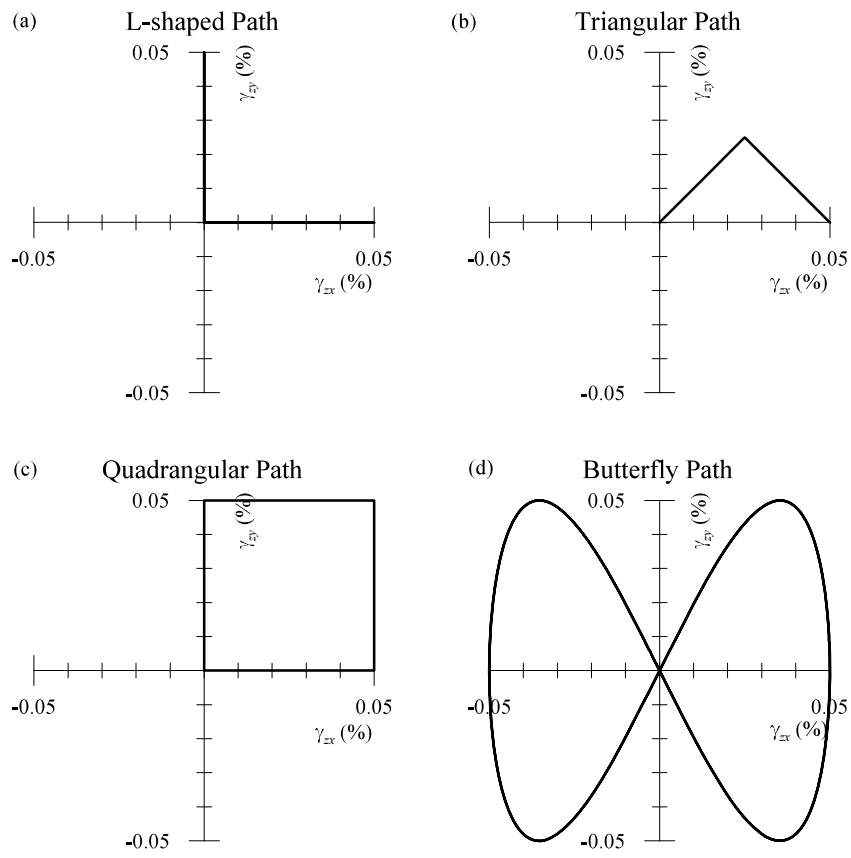 (a)
L-shaped Path
0.05
γzy (%)
-0.05
0.05
γzx (%)
-0.05
(b)
Triangular Path
0.05
γzy (%)
-0.05
0.05
γzx (%)
-0.05
(c)
Quadrangular Path
0.05
γzy (%)
-0.05
0.05
γzx (%)
-0.05
(d)
Butterfly Path
0.05
γzy (%)
-0.05
0.05
γzx (%)
-0.05